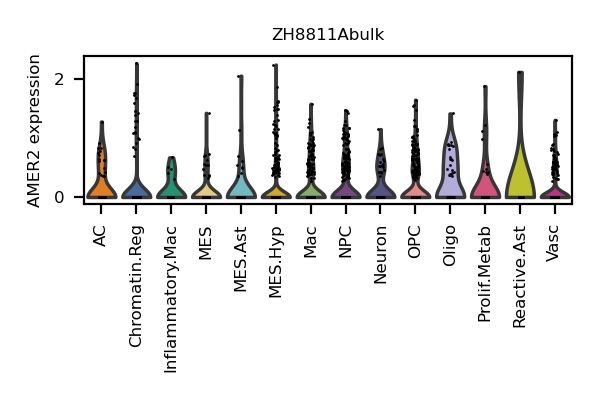 ZH8811Abulk
AMER2 expression
2
0
AC
Chromatin.Reg
Inflammatory.Mac
MES
MES.Ast
MES.Hyp
Mac
NPC
Neuron
OPC
Oligo
Prolif.Metab
Reactive.Ast
Vasc